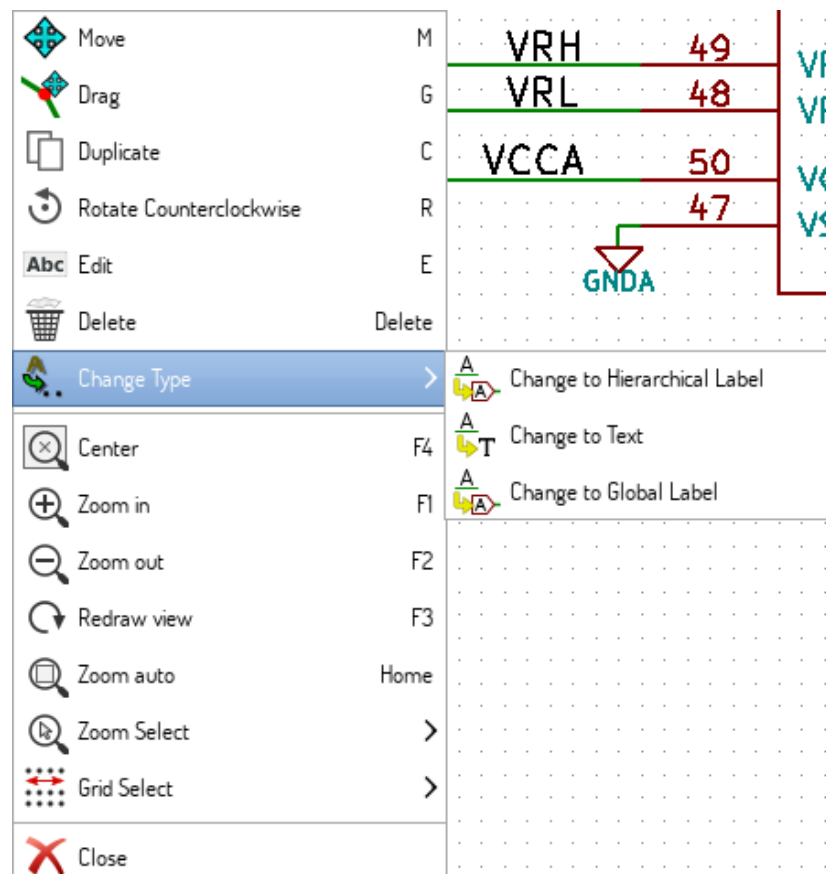 Move M
Drag G
Duplicate C
Rotate Counterclockwise R
Abc Edit E
Delete Delete
Change Type
Center F4
Zoom in F1
Zoom out F2
Redraw view F3
Zoom auto Home
Zoom Select
Grid Select
Close
A A Change to Hierarchical Label
A T Change to Text
A A Change to Global Label
VRH 49
VRL 48
VCCA 50
47
GNDA